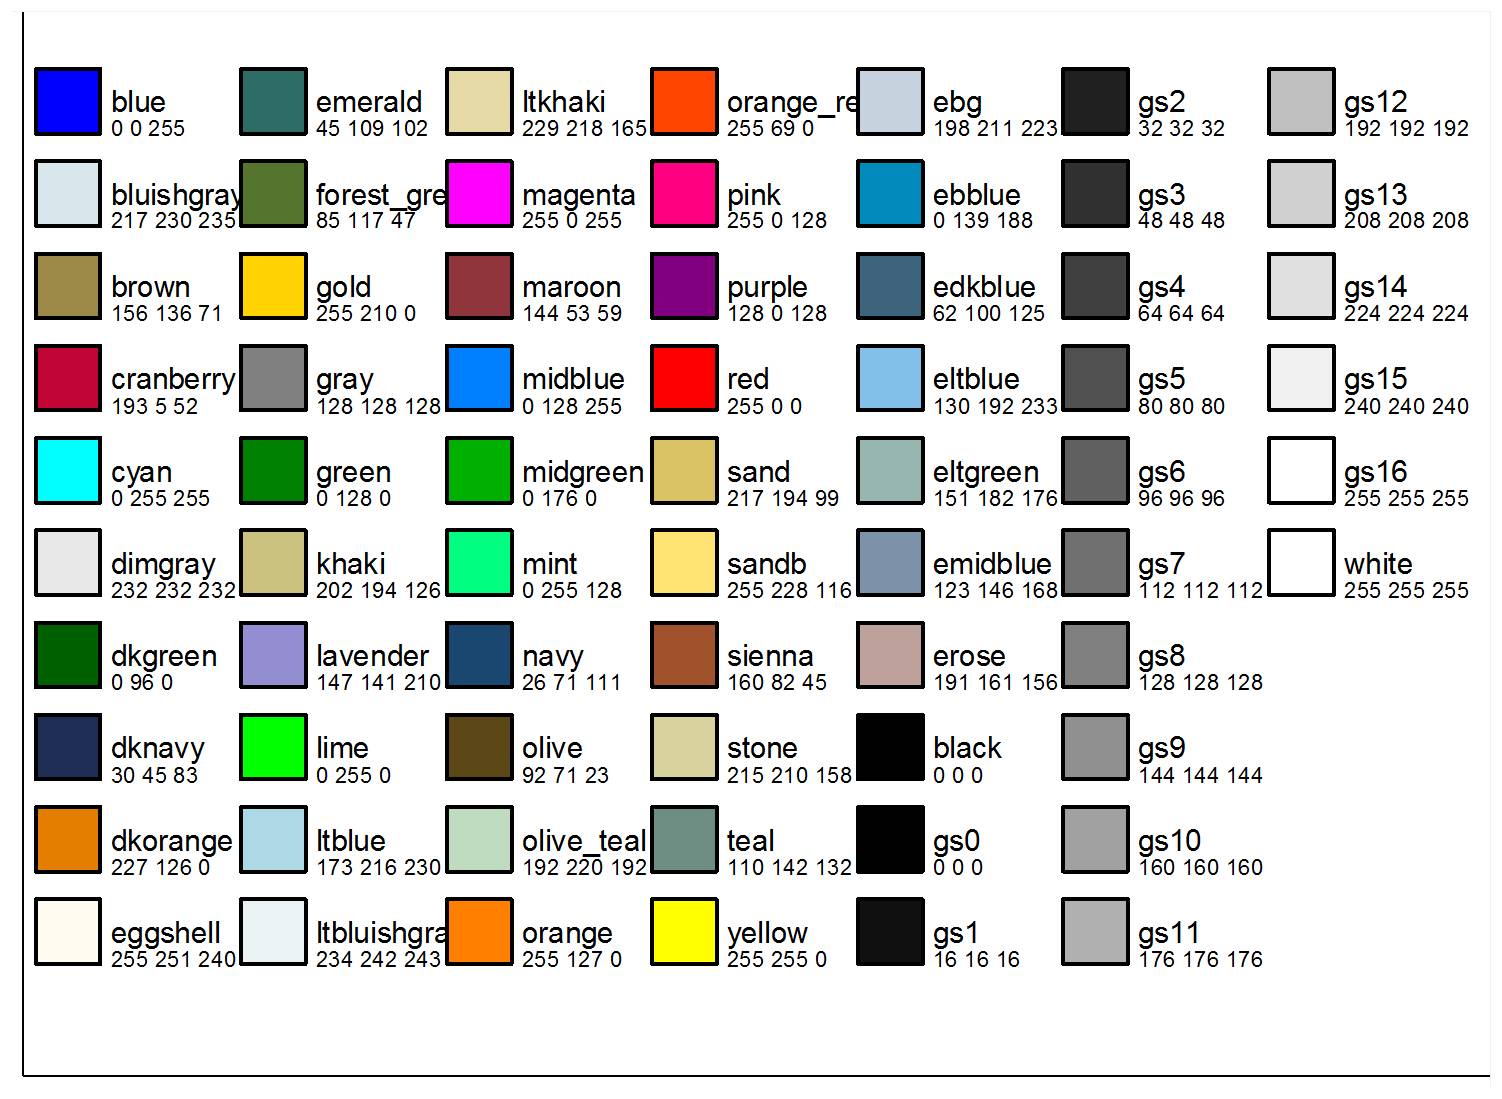 blue
0 0 255
bluishgray
217 230 235
brown
156 136 71
cranberry
193 5 52
cyan
0 255 255
dimgray
232 232 232
dkgreen
0 96 0
dknavy
30 45 83
dkorange
227 126 0
eggshell
255 251 240
emerald
45 109 102
forest_gre
85 117 47
gold
255 210 0
gray
128 128 128
green
0 128 0
khaki
202 194 126
lavender
147 141 210
lime
0 255 0
ltblue
173 216 230
ltbluishgra
234 242 243
ltkhaki
229 218 165
magenta
255 0 255
maroon
144 53 59
midblue
0 128 255
midgreen
0 176 0
mint
0 255 128
navy
26 71 111
olive
92 71 23
olive_teal
192 220 192
orange
255 127 0
orange_re
255 69 0
pink
255 0 128
purple
128 0 128
red
255 0 0
sand
217 194 99
sandb
255 228 116
sienna
160 82 45
stone
215 210 158
teal
110 142 132
yellow
255 255 0
ebg
198 211 223
ebblue
0 139 188
edkblue
62 100 125
eltblue
130 192 233
eltgreen
151 182 176
emidblue
123 146 168
erose
191 161 156
black
0 0 0
gs0
0 0 0
gs1
16 16 16
gs2
32 32 32
gs3
48 48 48
gs4
64 64 64
gs5
80 80 80
gs6
96 96 96
gs7
112 112 112
gs8
128 128 128
gs9
144 144 144
gs10
160 160 160
gs11
176 176 176
gs12
192 192 192
gs13
208 208 208
gs14
224 224 224
gs15
240 240 240
gs16
255 255 255
white
255 255 255